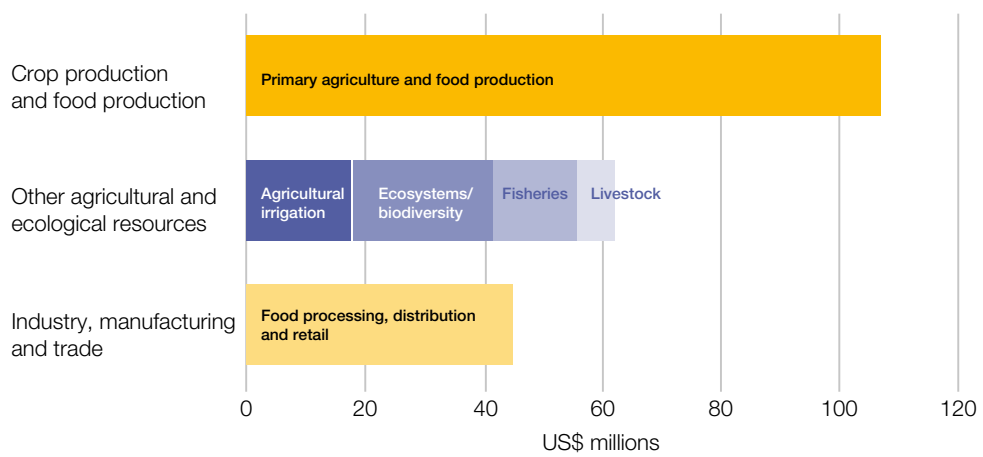 Crop production
and food production
Primary agriculture and food production
Other agricultural and
ecological resources
Agricultural
irrigation
Ecosystems/
biodiversity
Fisheries
Livestock
Industry, manufacturing
and trade
Food processing, distribution
and retail
0 20 40 60 80 100 120
US$ millions